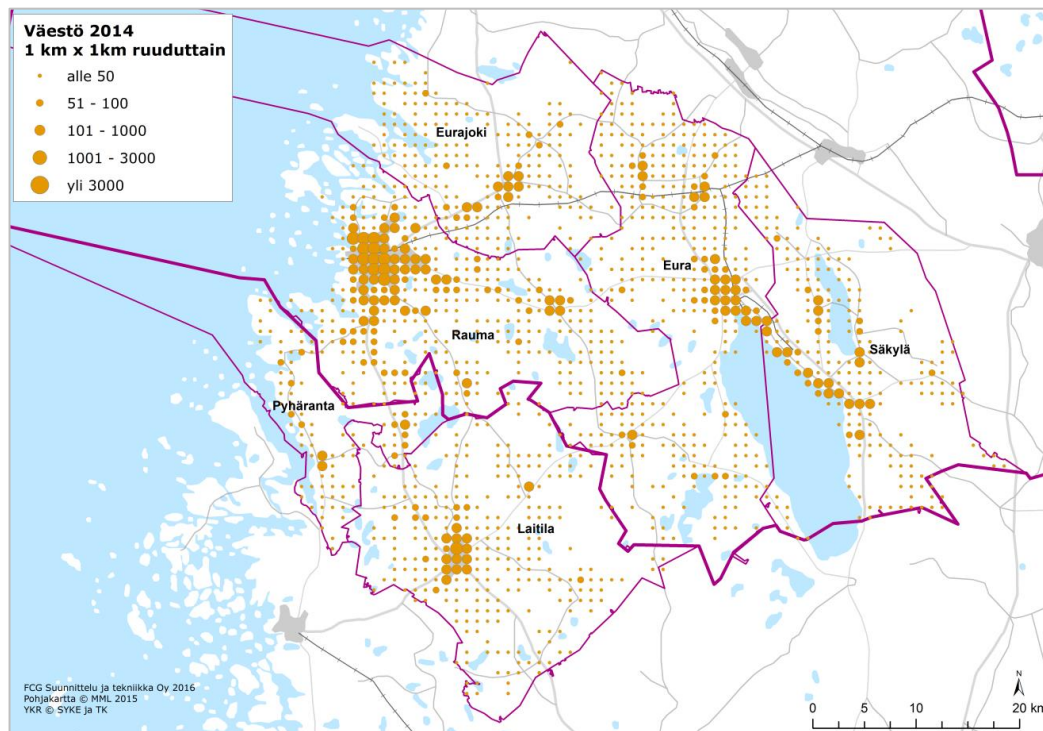 Väestö 2014
1 km x 1km ruuduttain
alle 50
51 - 100
101 - 1000
1001 - 3000
yli 3000
Eurajoki
Eura
Rauma
Säkylä
Pyhäranta
Laitila
FCG Suunnittelu ja tekniikka Oy 2016
Pohjakartta © MML 2015
YKR © SYKE ja TK
N
0 5 10 15 20 km